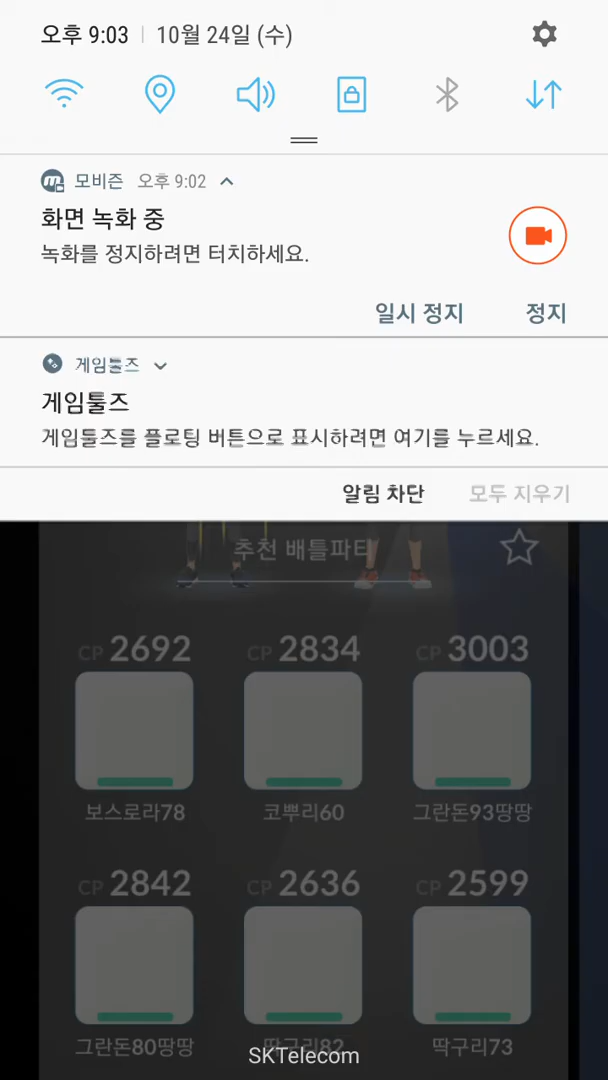 오후 9:03 | 10월 24일 (수)
모비즌 오후 9:02
화면 녹화 중
녹화를 정지하려면 터치하세요.
일시 정지 정지
게임툴즈
게임툴즈
게임툴즈를 플로팅 버튼으로 표시하려면 여기를 누르세요.
알림 차단 모두 지우기
추천 배틀파티
CP 2692 CP 2834 CP 3003
보스로라78 코뿌리60 그란돈93땅땅
CP 2842 CP 2636 CP 2599
그란돈80땅땅 딱구리82 딱구리73
SKTelecom